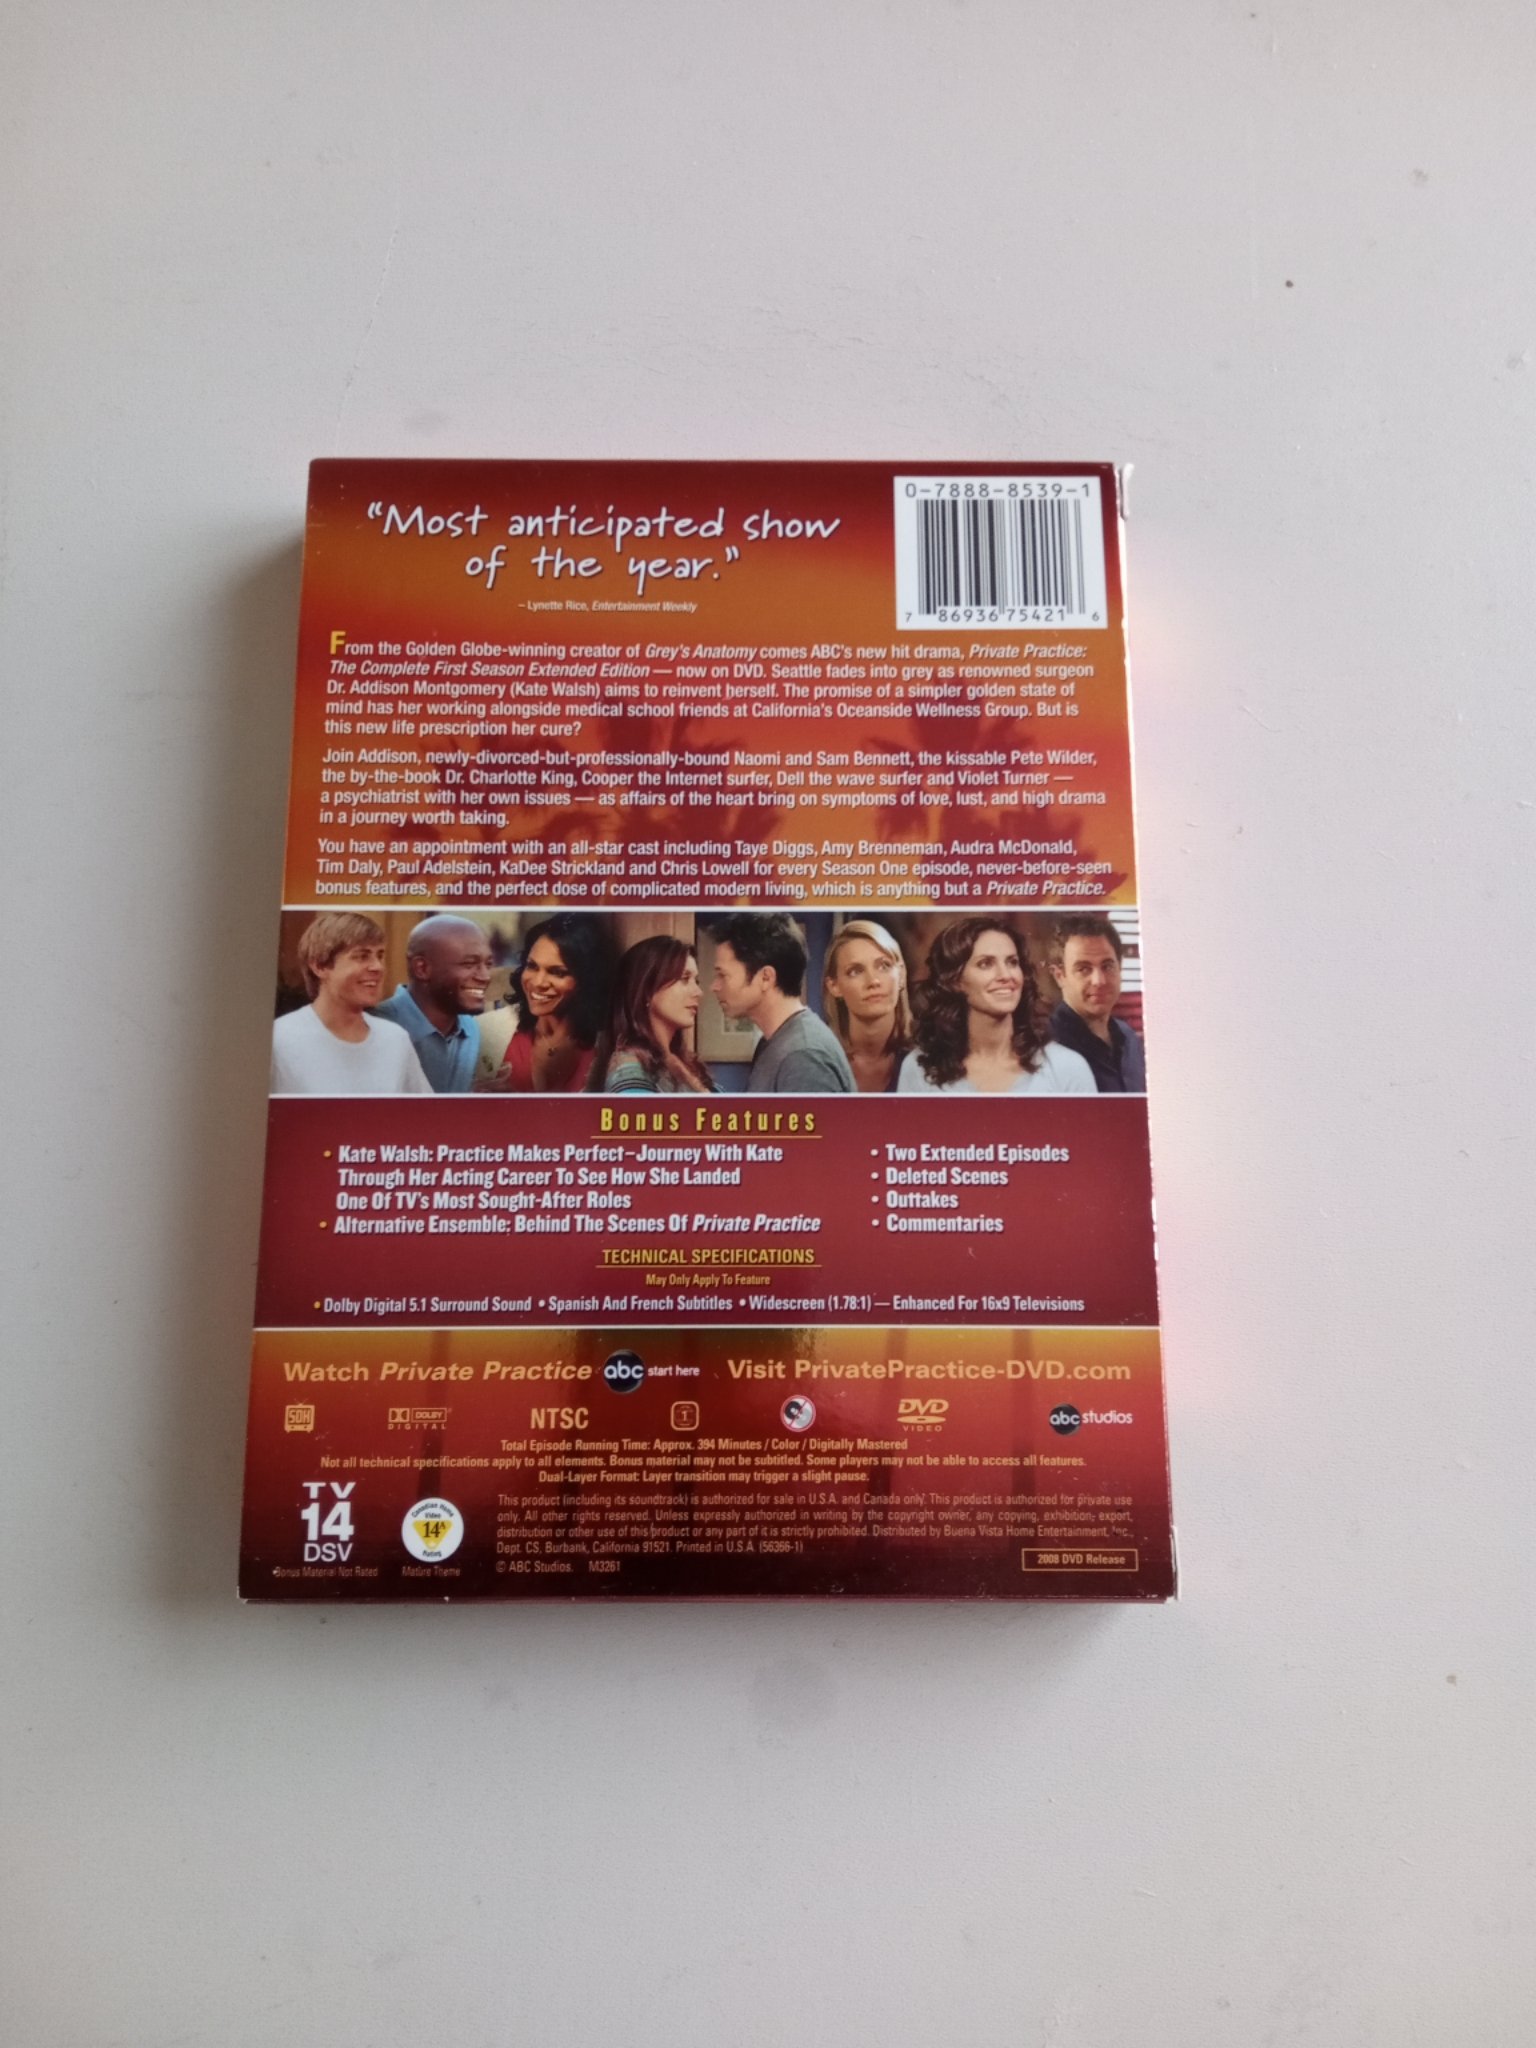 "Most anticipated show
of the year."
– Lynette Rice, Entertainment Weekly
0-7888-8539-1
7 86936 75421 6
From the Golden Globe-winning creator of Grey's Anatomy comes ABC's new hit drama, Private Practice:
The Complete First Season Extended Edition — now on DVD. Seattle fades into grey as renowned surgeon
Dr. Addison Montgomery (Kate Walsh) aims to reinvent herself. The promise of a simpler golden state of
mind has her working alongside medical school friends at California's Oceanside Wellness Group. But is
this new life prescription her cure?
Join Addison, newly-divorced-but-professionally-bound Naomi and Sam Bennett, the kissable Pete Wilder,
the by-the-book Dr. Charlotte King, Cooper the Internet surfer, Dell the wave surfer and Violet Turner —
a psychiatrist with her own issues — as affairs of the heart bring on symptoms of love, lust, and high drama
in a journey worth taking.
You have an appointment with an all-star cast including Taye Diggs, Amy Brenneman, Audra McDonald,
Tim Daly, Paul Adelstein, KaDee Strickland and Chris Lowell for every Season One episode, never-before-seen
bonus features, and the perfect dose of complicated modern living, which is anything but a Private Practice.
Bonus Features
• Kate Walsh: Practice Makes Perfect–Journey With Kate
Through Her Acting Career To See How She Landed
One Of TV's Most Sought-After Roles
• Alternative Ensemble: Behind The Scenes Of Private Practice
• Two Extended Episodes
• Deleted Scenes
• Outtakes
• Commentaries
TECHNICAL SPECIFICATIONS
May Only Apply To Feature
• Dolby Digital 5.1 Surround Sound • Spanish And French Subtitles • Widescreen (1.78:1) — Enhanced For 16x9 Televisions
Watch Private Practice abc start here Visit PrivatePractice-DVD.com
SDH DOLBY DIGITAL NTSC 1 DVD VIDEO abc studios
Total Episode Running Time: Approx. 394 Minutes / Color / Digitally Mastered
Not all technical specifications apply to all elements. Bonus material may not be subtitled. Some players may not be able to access all features.
Dual-Layer Format: Layer transition may trigger a slight pause.
TV
14
DSV
Bonus Material Not Rated
Canadian Home
Video
14A
Rating
Mature Theme
This product (including its soundtrack) is authorized for sale in U.S.A. and Canada only. This product is authorized for private use
only. All other rights reserved. Unless expressly authorized in writing by the copyright owner, any copying, exhibition, export,
distribution or other use of this product or any part of it is strictly prohibited. Distributed by Buena Vista Home Entertainment, Inc.,
Dept. CS, Burbank, California 91521. Printed in U.S.A. (56366-1)
© ABC Studios. M3261
2008 DVD Release